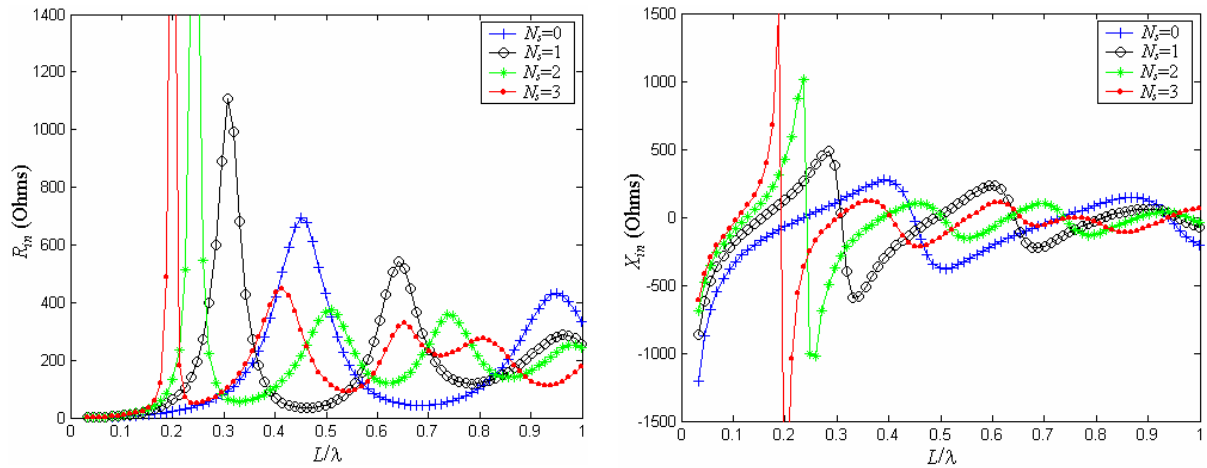 1400
1200
1000
800
600
400
200
0
R_in (Ohms)
0 0.1 0.2 0.3 0.4 0.5 0.6 0.7 0.8 0.9 1
L/λ
N_s=0
N_s=1
N_s=2
N_s=3
1500
1000
500
0
-500
-1000
-1500
X_in (Ohms)
0 0.1 0.2 0.3 0.4 0.5 0.6 0.7 0.8 0.9 1
L/λ
N_s=0
N_s=1
N_s=2
N_s=3